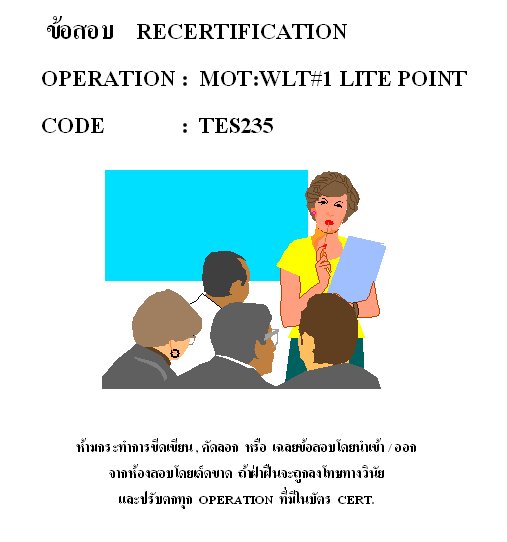 ข้อสอบ RECERTIFICATION
OPERATION : MOT:WLT#1 LITE POINT
CODE : TES235
ห้ามกระทำการขีดเขียน , คัดลอก หรือ เฉลยข้อสอบโดยนำเข้า / ออก
จากห้องสอบโดยเด็ดขาด ถ้าฝ่าฝืนจะถูกลงโทษทางวินัย
และปรับตกทุก OPERATION ที่มีในบัตร CERT.